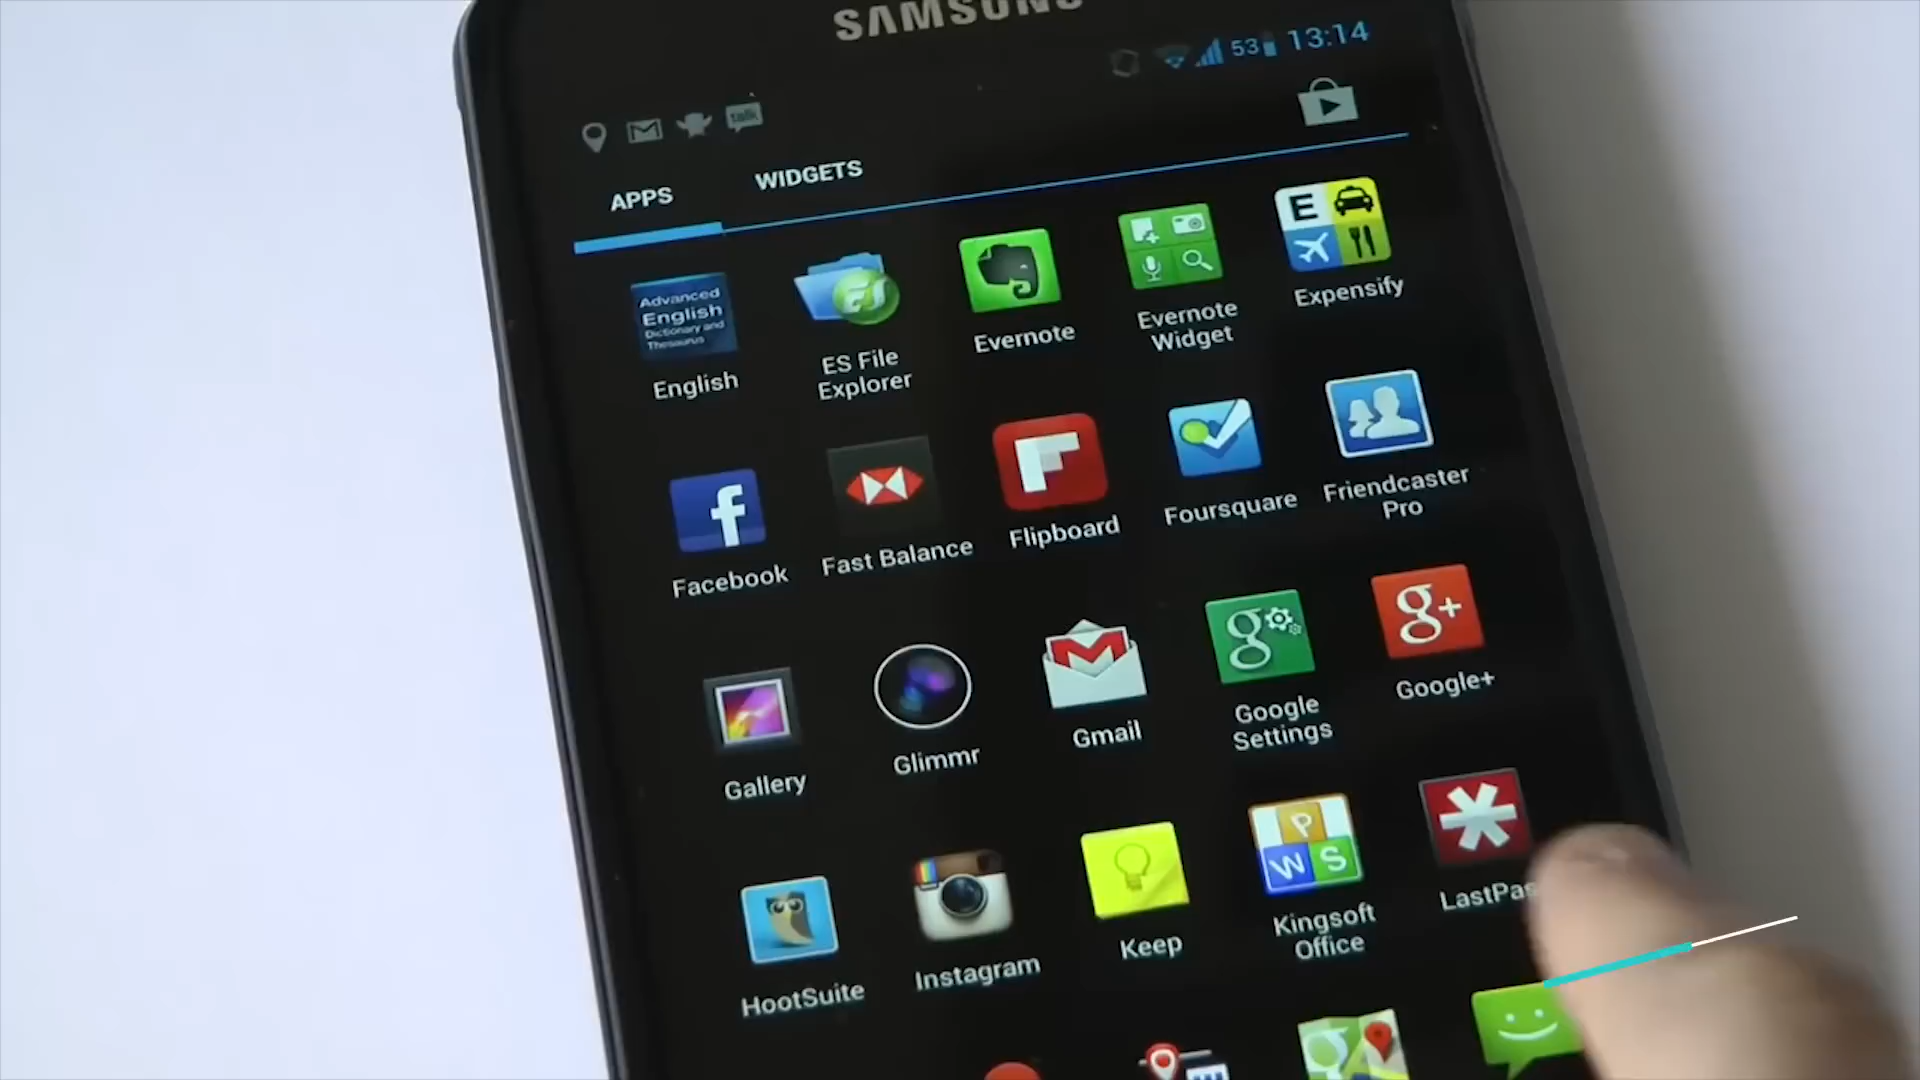 SAMSUNG
53 13:14
talk
APPS WIDGETS
Advanced
English
Dictionary and
Thesaurus
E
English
ES File
Explorer
Evernote
Evernote
Widget
Expensify
Facebook
Fast Balance
Flipboard
Foursquare
Friendcaster
Pro
Gallery
Glimmr
Gmail
Google
Settings
Google+
HootSuite
Instagram
Keep
P
W S
Kingsoft
Office
LastPas